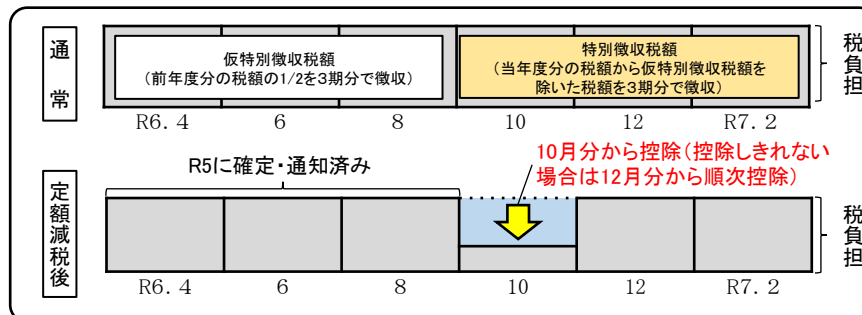 通常
仮特別徴収税額
(前年度分の税額の1/2を3期分で徴収)
特別徴収税額
(当年度分の税額から仮特別徴収税額を
除いた税額を3期分で徴収)
税負担
R6.4 6 8 10 12 R7.2
R5に確定・通知済み
10月分から控除(控除しきれない
場合は12月分から順次控除)
定額減税後
税負担
R6.4 6 8 10 12 R7.2